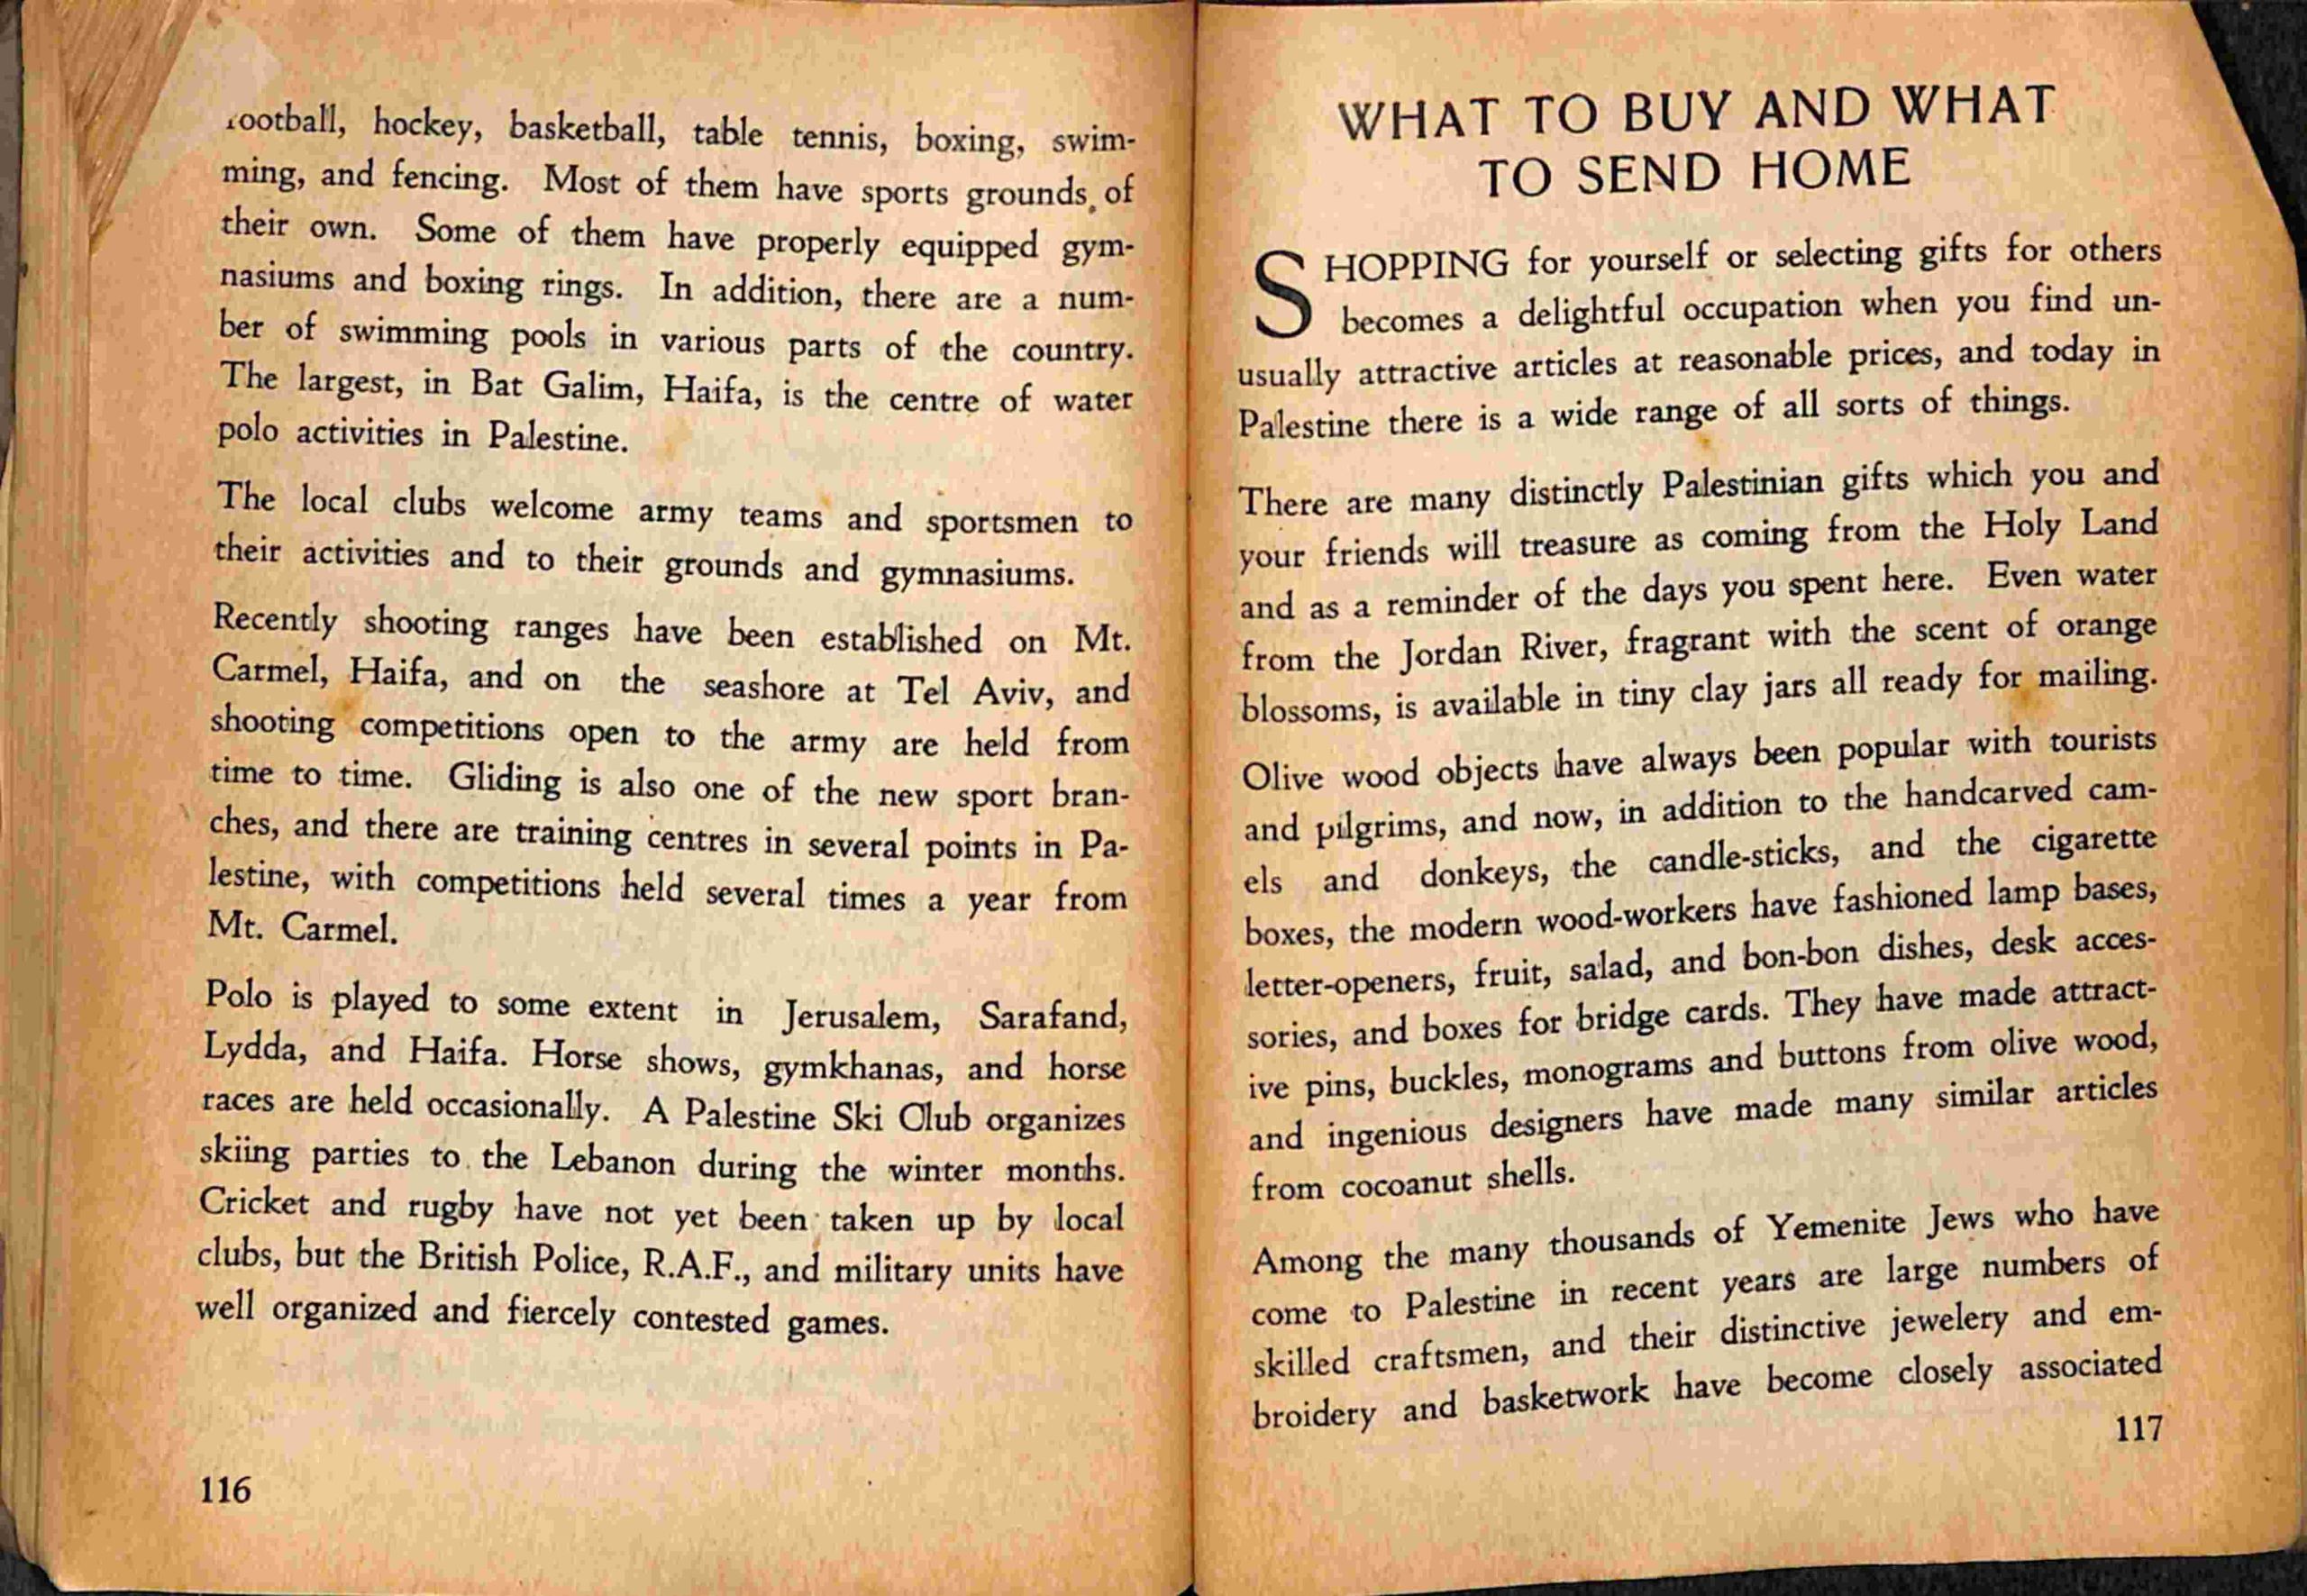 football, hockey, basketball, table tennis, boxing, swim-
ming, and fencing. Most of them have sports grounds of
their own. Some of them have properly equipped gym-
nasiums and boxing rings. In addition, there are a num-
ber of swimming pools in various parts of the country.
The largest, in Bat Galim, Haifa, is the centre of water
polo activities in Palestine.
The local clubs welcome army teams and sportsmen to
their activities and to their grounds and gymnasiums.
Recently shooting ranges have been established on Mt.
Carmel, Haifa, and on the seashore at Tel Aviv, and
shooting competitions open to the army are held from
time to time. Gliding is also one of the new sport bran-
ches, and there are training centres in several points in Pa-
lestine, with competitions held several times a year from
Mt. Carmel.
Polo is played to some extent in Jerusalem, Sarafand,
Lydda, and Haifa. Horse shows, gymkhanas, and horse
races are held occasionally. A Palestine Ski Club organizes
skiing parties to the Lebanon during the winter months.
Cricket and rugby have not yet been taken up by local
clubs, but the British Police, R.A.F., and military units have
well organized and fiercely contested games.
116
WHAT TO BUY AND WHAT
TO SEND HOME
SHOPPING for yourself or selecting gifts for others
becomes a delightful occupation when you find un-
usually attractive articles at reasonable prices, and today in
Palestine there is a wide range of all sorts of things.
There are many distinctly Palestinian gifts which you and
your friends will treasure as coming from the Holy Land
and as a reminder of the days you spent here. Even water
from the Jordan River, fragrant with the scent of orange
blossoms, is available in tiny clay jars all ready for mailing.
Olive wood objects have always been popular with tourists
and pilgrims, and now, in addition to the handcarved cam-
els and donkeys, the candle-sticks, and the cigarette
boxes, the modern wood-workers have fashioned lamp bases,
letter-openers, fruit, salad, and bon-bon dishes, desk acces-
sories, and boxes for bridge cards. They have made attract-
ive pins, buckles, monograms and buttons from olive wood,
and ingenious designers have made many similar articles
from cocoanut shells.
Among the many thousands of Yemenite Jews who have
come to Palestine in recent years are large numbers of
skilled craftsmen, and their distinctive jewelery and em-
broidery and basketwork have become closely associated
117